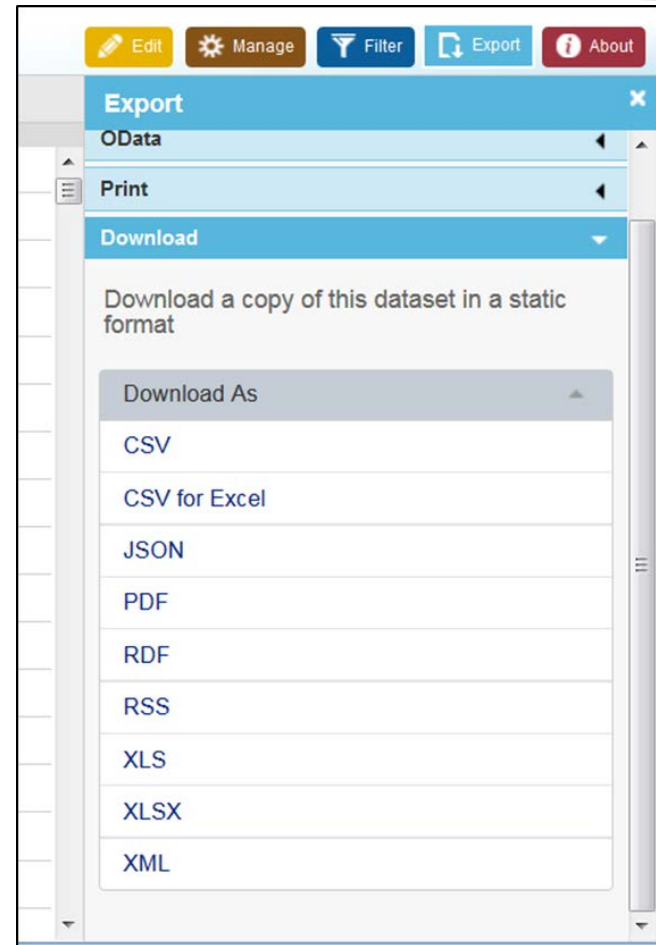 Edit Manage Filter Export About
Export
OData
Print
Download
Download a copy of this dataset in a static
format
Download As
CSV
CSV for Excel
JSON
PDF
RDF
RSS
XLS
XLSX
XML